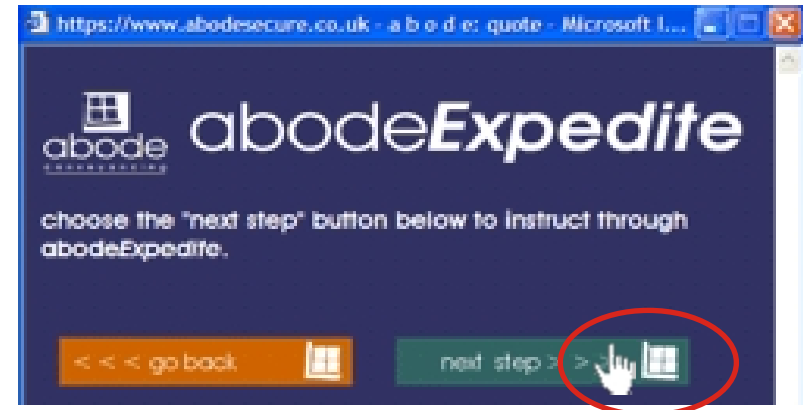 https://www.abodesecure.co.uk - a b o d e: quote - Microsoft I....
abode
conveyancing
abodeExpedite
choose the "next step" button below to instruct through
abodeExpedite.
< < < go back
next step > >